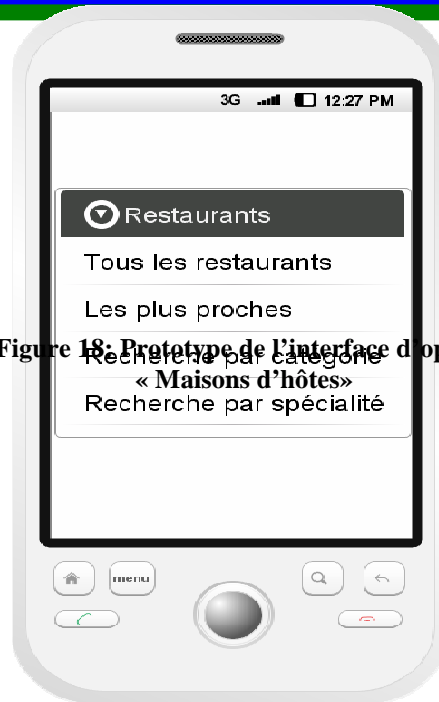 3G 12:27 PM
Restaurants
Tous les restaurants
Les plus proches
Recherche par catégorie
Figure 18: Prototype de l’interface d’op
« Maisons d’hôtes»
Recherche par spécialité
menu